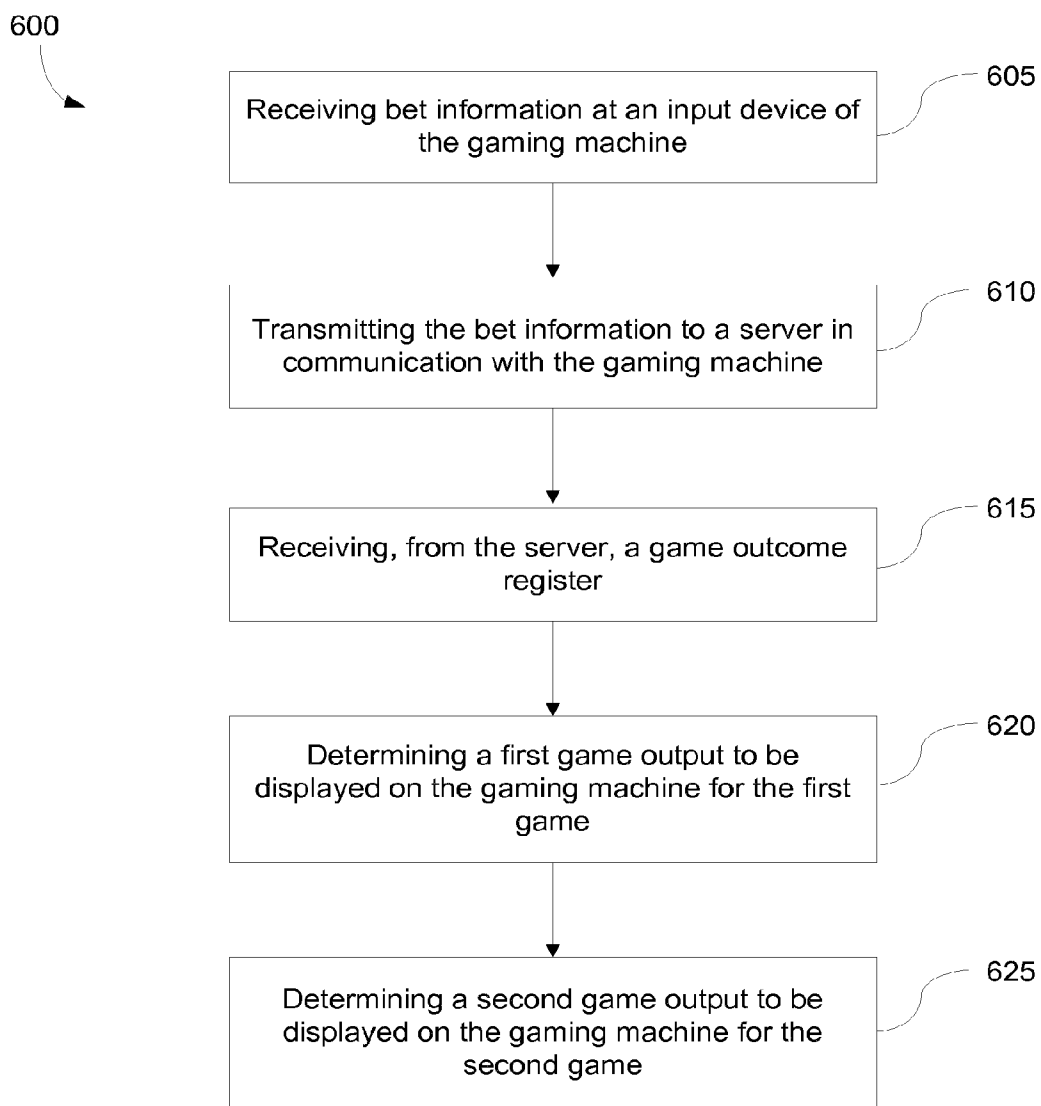 600
605
Receiving bet information at an input device of
the gaming machine
610
Transmitting the bet information to a server in
communication with the gaming machine
615
Receiving, from the server, a game outcome
register
620
Determining a first game output to be
displayed on the gaming machine for the first
game
625
Determining a second game output to be
displayed on the gaming machine for the
second game